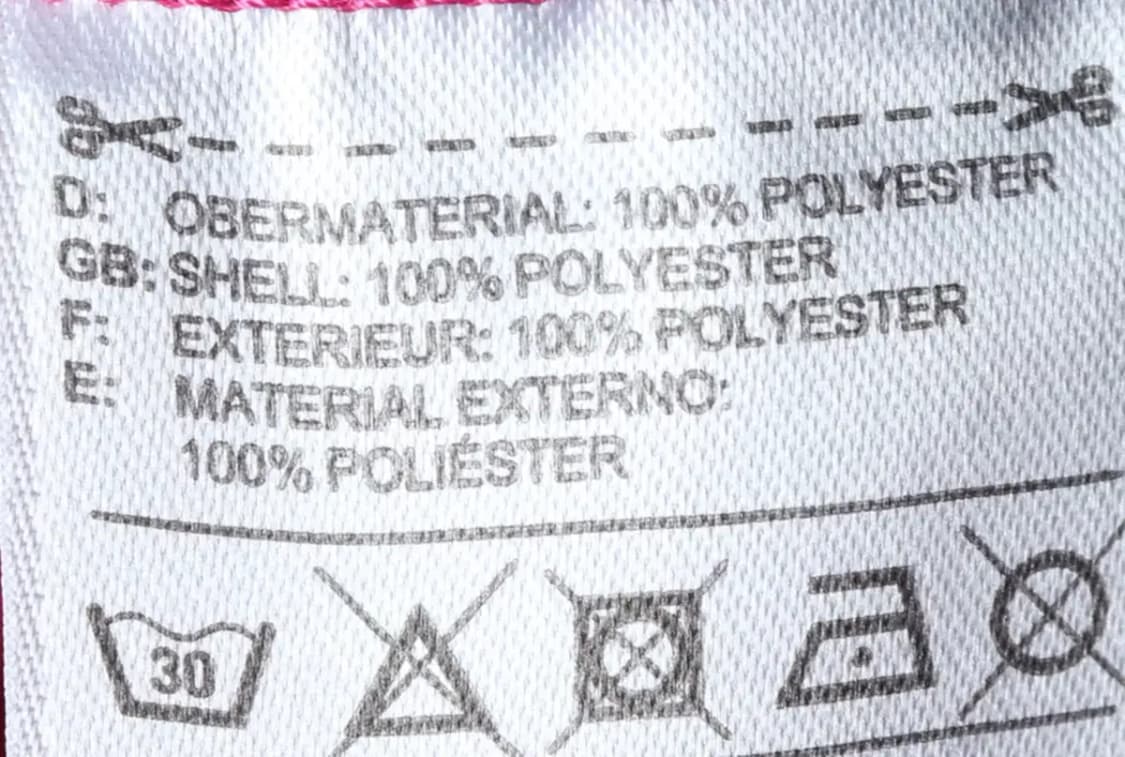 D: OBERMATERIAL: 100% POLYESTER
GB: SHELL: 100% POLYESTER
F: EXTERIEUR: 100% POLYESTER
E: MATERIAL EXTERNO:
100% POLIÉSTER
30